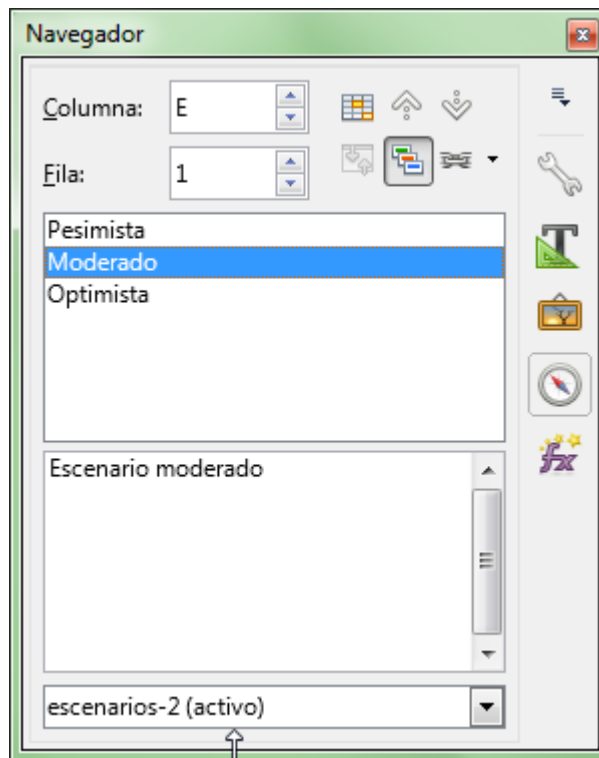 Navegador
Columna: E
Fila: 1
Pesimista
Moderado
Optimista
Escenario moderado
escenarios-2 (activo)